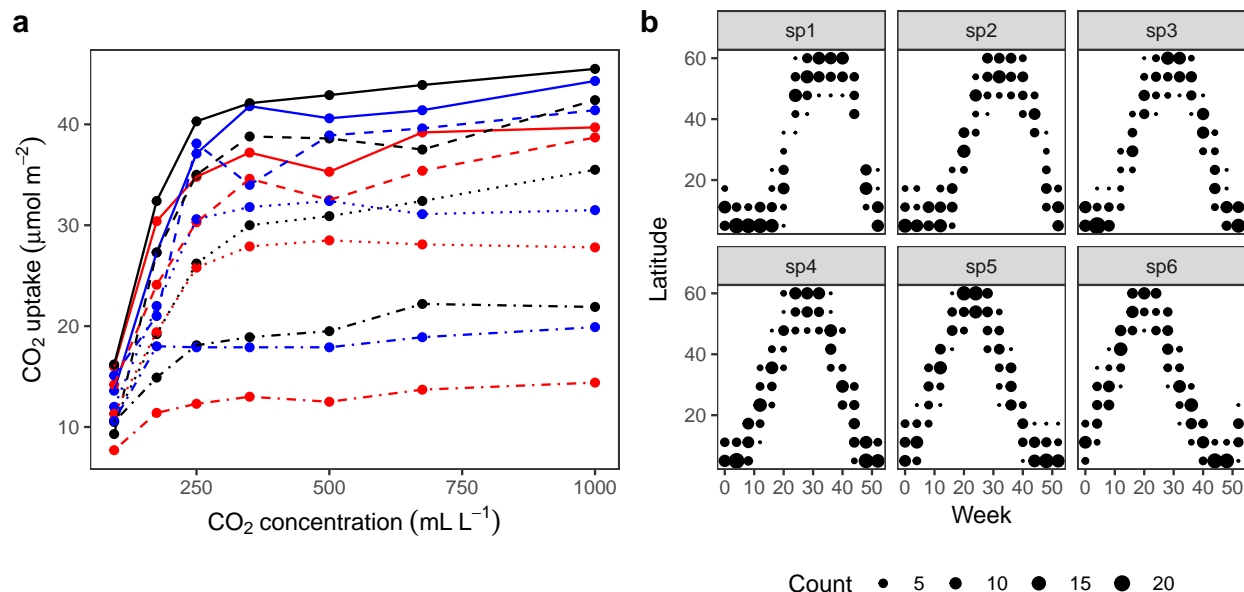 a
CO₂ uptake (μmol m⁻²)
40
30
20
10
250
500
750
1000
CO₂ concentration (mL L⁻¹)
b
sp1
sp2
sp3
60
40
20
sp4
sp5
sp6
60
40
20
Latitude
0 10 20 30 40 50
0 10 20 30 40 50
0 10 20 30 40 50
Week
Count 5 10 15 20